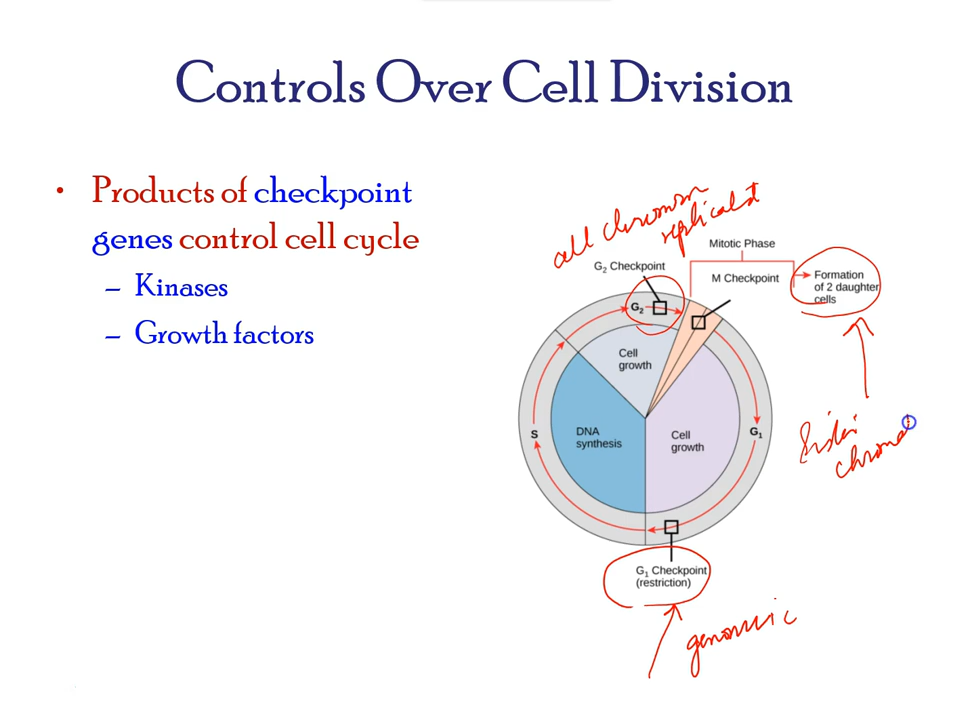 Controls Over Cell Division
• Products of checkpoint
genes control cell cycle
– Kinases
– Growth factors
all chromosom
replicated
Mitotic Phase
G₂ Checkpoint
M Checkpoint
Formation
of 2 daughter
cells
G₂
Cell
growth
S
DNA
synthesis
Cell
growth
G₁
Sister
chroma
G₁ Checkpoint
(restriction)
genomic